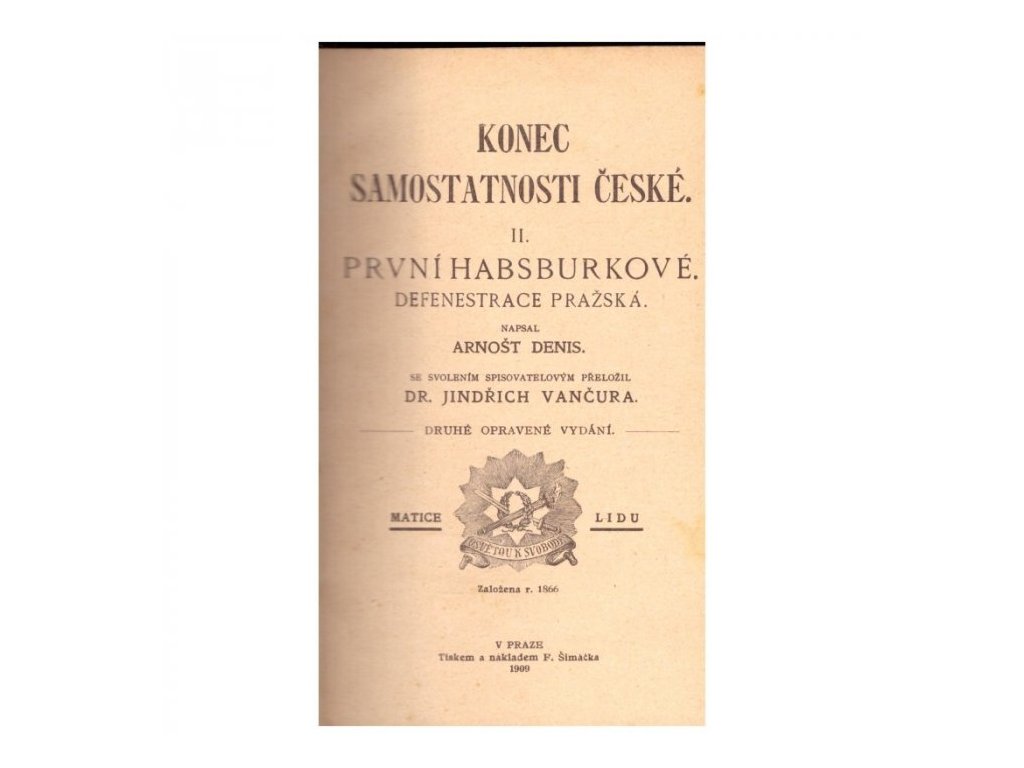 KONEC
SAMOSTATNOSTI ČESKÉ.
II.
PRVNÍ HABSBURKOVÉ.
DEFENESTRACE PRAŽSKÁ.
NAPSAL
ARNOŠT DENIS.
SE SVOLENÍM SPISOVATELOVÝM PŘELOŽIL
DR. JINDŘICH VANČURA.
DRUHÉ OPRAVENÉ VYDÁNÍ.
MATICE LIDU
OSVĚTOU K SVOBODĚ
Založena r. 1866
V PRAZE
Tiskem a nákladem F. Šimáčka
1909